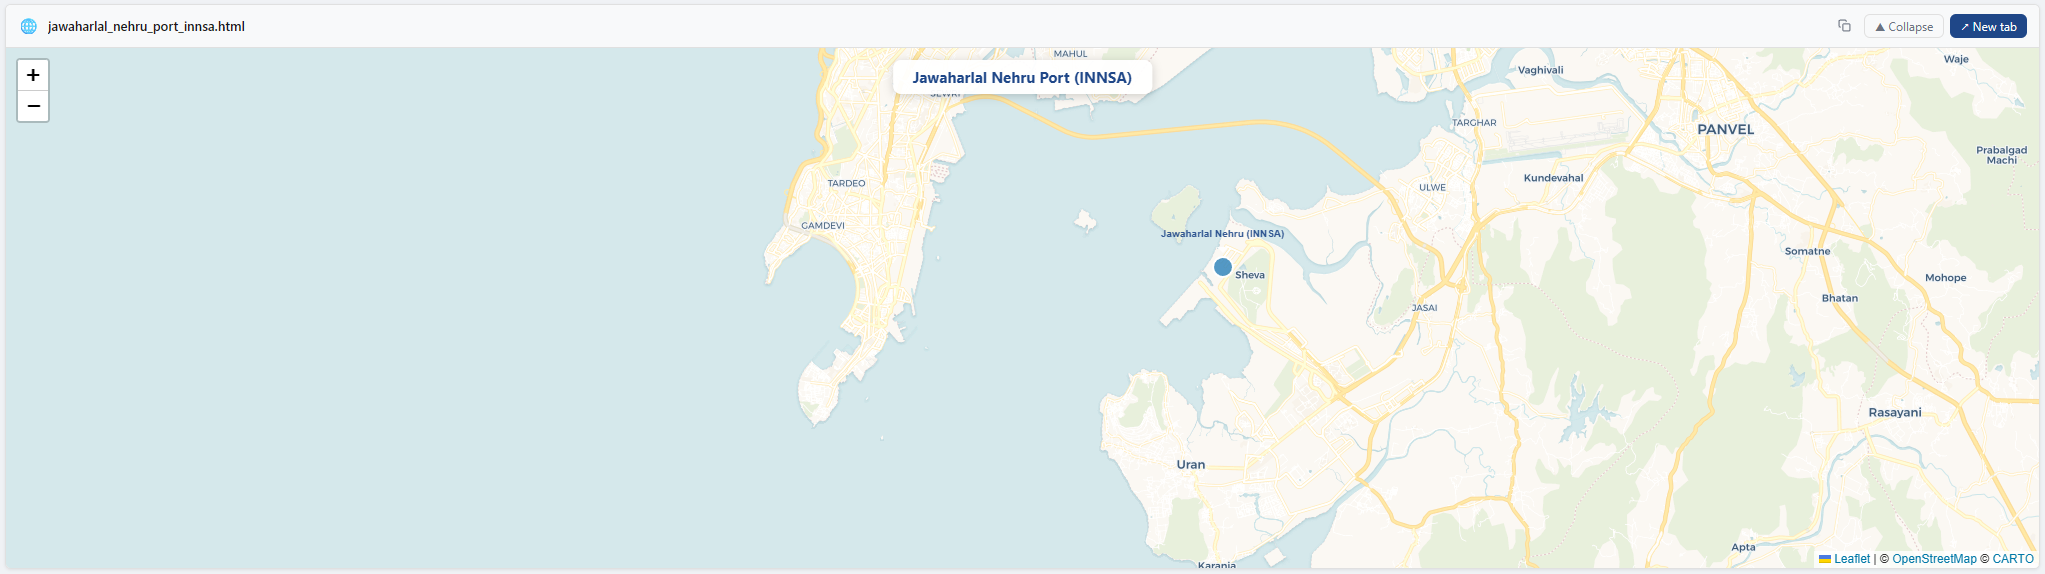 jawaharlal_nehru_port_innsa.html
▲ Collapse
↗ New tab
+
−
Jawaharlal Nehru Port (INNSA)
MAHUL
SEWRI
Vaghivali
Waje
TARGHAR
PANVEL
Prabalgad
Machi
TARDEO
Kundevahal
ULWE
GAMDEVI
Jawaharlal Nehru (INNSA)
Sheva
Somatne
Mohope
Bhatan
JASAI
Rasayani
Uran
Apta
Karanja
Leaflet | © OpenStreetMap © CARTO